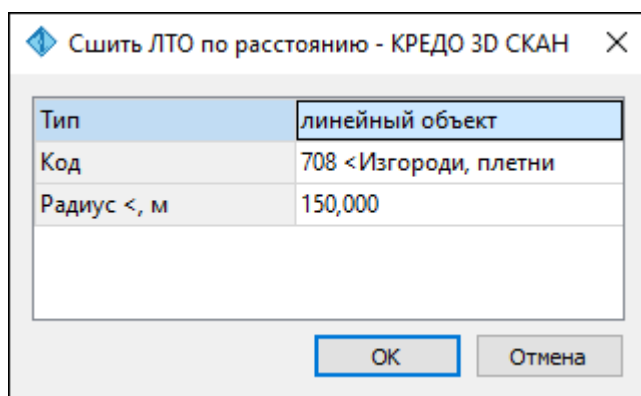 Сшить ЛТО по расстоянию - КРЕДО 3D СКАН
Тип линейный объект
Код 708 <Изгороди, плетни
Радиус <, м 150,000
OK Отмена